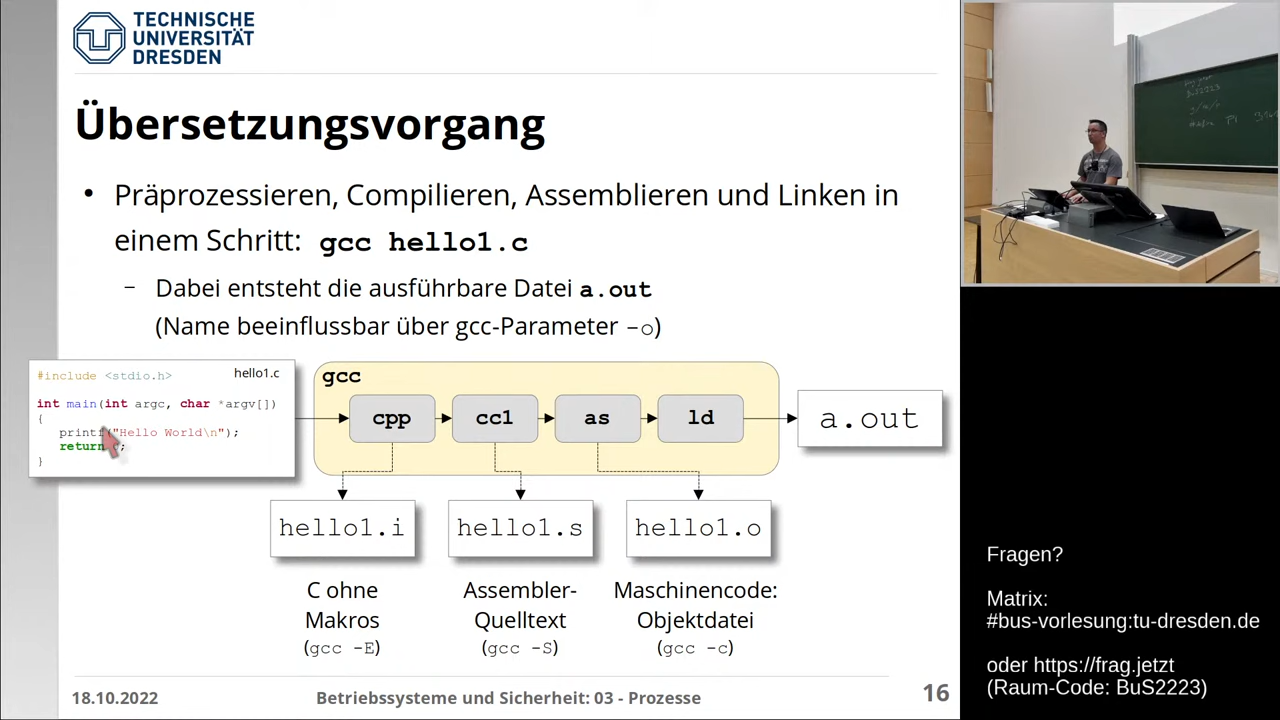 TECHNISCHE
UNIVERSITÄT
DRESDEN
Übersetzungsvorgang
• Präprozessieren, Compilieren, Assemblieren und Linken in
einem Schritt: gcc hello1.c
– Dabei entsteht die ausführbare Datei a.out
(Name beeinflussbar über gcc-Parameter -o)
hello1.c
#include <stdio.h>
int main(int argc, char *argv[])
{
printf("Hello World\n");
return ;
}
gcc
cpp
cc1
as
ld
a.out
hello1.i
hello1.s
hello1.o
C ohne
Makros
(gcc -E)
Assembler-
Quelltext
(gcc -S)
Maschinencode:
Objektdatei
(gcc -c)
18.10.2022
Betriebssysteme und Sicherheit: 03 - Prozesse
16
BuS2223
Fragen?
Matrix:
#bus-vorlesung:tu-dresden.de
oder https://frag.jetzt
(Raum-Code: BuS2223)